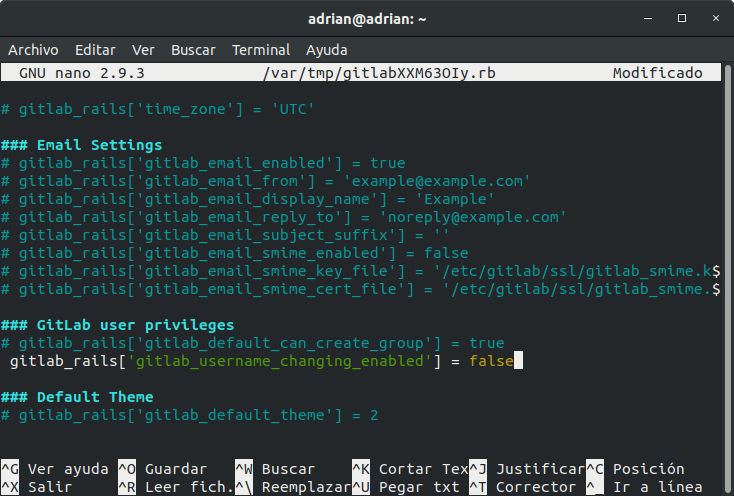 adrian@adrian: ~
Archivo Editar Ver Buscar Terminal Ayuda
GNU nano 2.9.3 /var/tmp/gitlabXXM63OIy.rb Modificado
# gitlab_rails['time_zone'] = 'UTC'
### Email Settings
# gitlab_rails['gitlab_email_enabled'] = true
# gitlab_rails['gitlab_email_from'] = 'example@example.com'
# gitlab_rails['gitlab_email_display_name'] = 'Example'
# gitlab_rails['gitlab_email_reply_to'] = 'noreply@example.com'
# gitlab_rails['gitlab_email_subject_suffix'] = ''
# gitlab_rails['gitlab_email_smime_enabled'] = false
# gitlab_rails['gitlab_email_smime_key_file'] = '/etc/gitlab/ssl/gitlab_smime.k$
# gitlab_rails['gitlab_email_smime_cert_file'] = '/etc/gitlab/ssl/gitlab_smime.$
### GitLab user privileges
# gitlab_rails['gitlab_default_can_create_group'] = true
gitlab_rails['gitlab_username_changing_enabled'] = false
### Default Theme
# gitlab_rails['gitlab_default_theme'] = 2
^G Ver ayuda ^O Guardar ^W Buscar ^K Cortar Tex ^J Justificar ^C Posición
^X Salir ^R Leer fich. ^\ Reemplazar ^U Pegar txt ^T Corrector ^_ Ir a línea